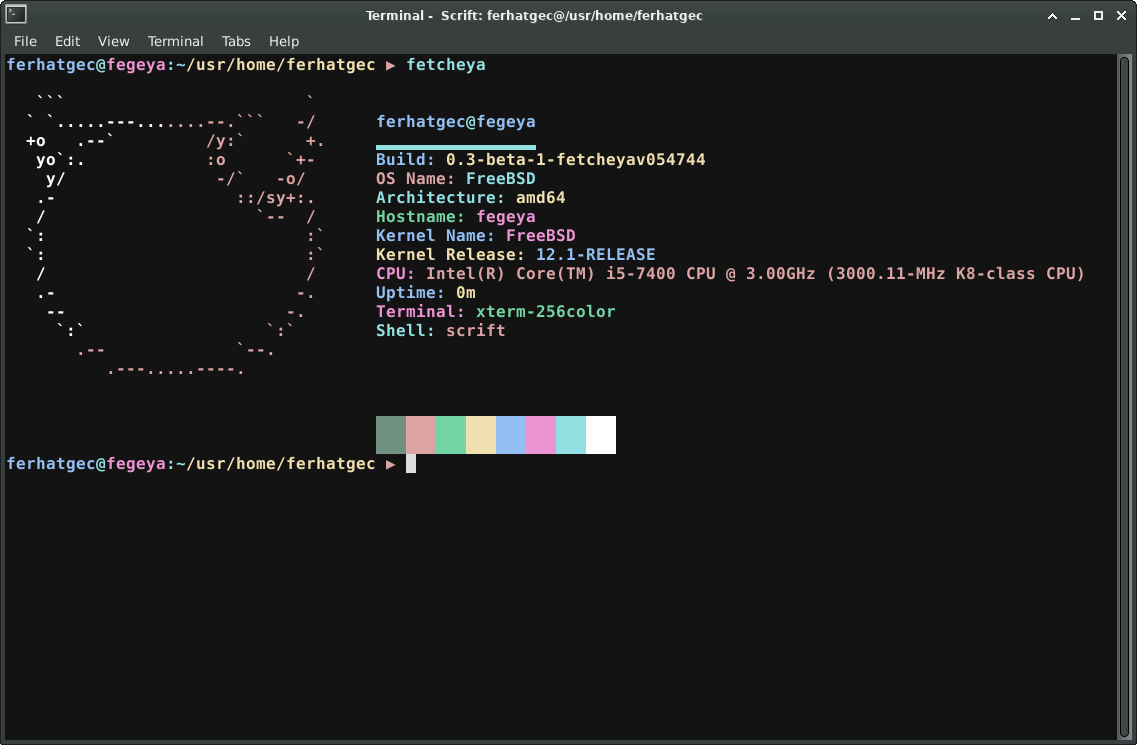 Terminal - Scrift: ferhatgec@/usr/home/ferhatgec
File Edit View Terminal Tabs Help
ferhatgec@fegeya:~/usr/home/ferhatgec ▶ fetcheya
   ```                        `
  ` `.....---.......--.```   -/
  +o   .--`         /y:`      +.
   yo`:.            :o      `+-
    y/               -/`   -o/
   .-                  ::/sy+:.
   /                     `--  /
  `:                          :`
  `:                          :`
   /                          /
   .-                        -.
    --                      -.
     `:`                  `:`
       .--             `--.
          .---.....----.
ferhatgec@fegeya
Build: 0.3-beta-1-fetcheyav054744
OS Name: FreeBSD
Architecture: amd64
Hostname: fegeya
Kernel Name: FreeBSD
Kernel Release: 12.1-RELEASE
CPU: Intel(R) Core(TM) i5-7400 CPU @ 3.00GHz (3000.11-MHz K8-class CPU)
Uptime: 0m
Terminal: xterm-256color
Shell: scrift
ferhatgec@fegeya:~/usr/home/ferhatgec ▶